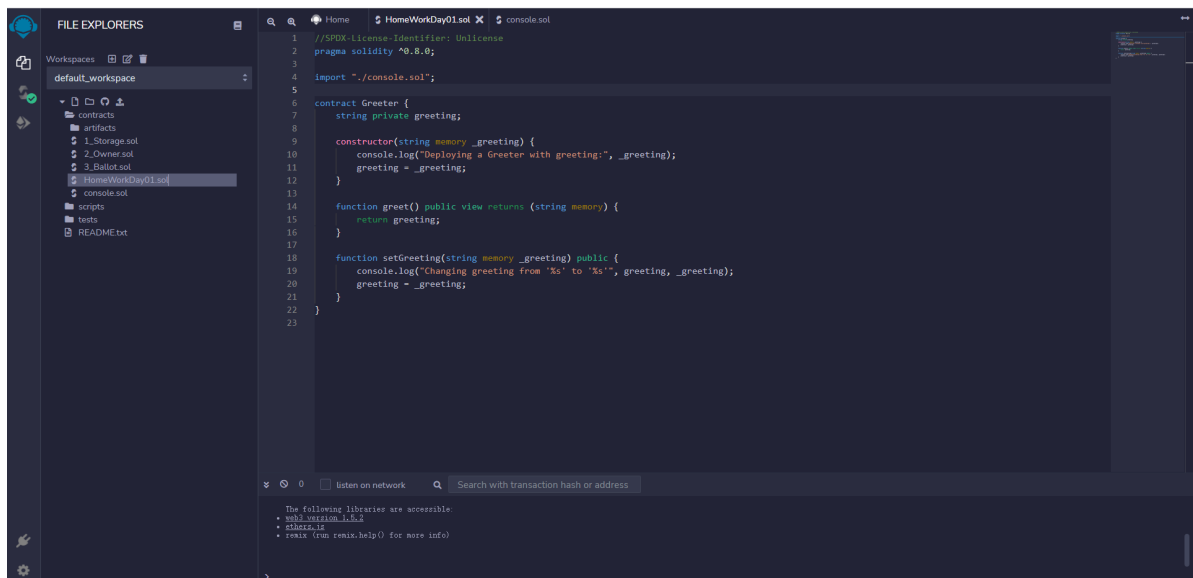 FILE EXPLORERS
Workspaces
default_workspace
contracts
artifacts
1_Storage.sol
2_Owner.sol
3_Ballot.sol
HomeWorkDay01.sol
console.sol
scripts
tests
README.txt
Home HomeWorkDay01.sol console.sol
1 //SPDX-License-Identifier: Unlicense
2 pragma solidity ^0.8.0;
3
4 import "./console.sol";
5
6 contract Greeter {
7 string private greeting;
8
9 constructor(string memory _greeting) {
10 console.log("Deploying a Greeter with greeting:", _greeting);
11 greeting = _greeting;
12 }
13
14 function greet() public view returns (string memory) {
15 return greeting;
16 }
17
18 function setGreeting(string memory _greeting) public {
19 console.log("Changing greeting from '%s' to '%s'", greeting, _greeting);
20 greeting = _greeting;
21 }
22 }
23
0 listen on network Search with transaction hash or address
The following libraries are accessible:
• web3 version 1.5.2
• ethers.js
• remix (run remix.help() for more info)
>